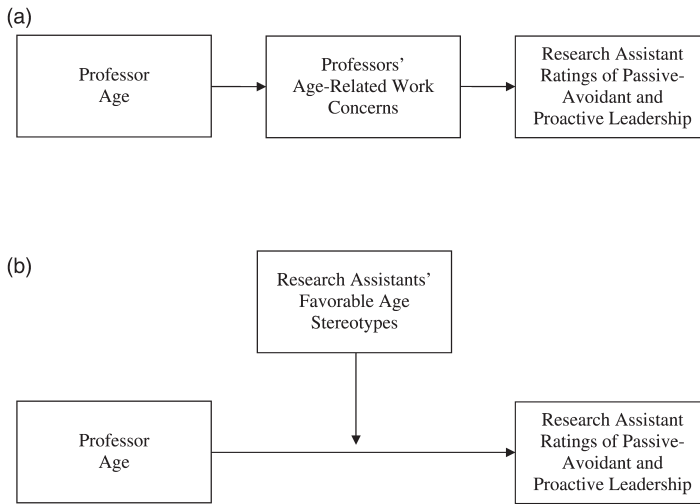 (a)
Professor
Age
Professors’
Age-Related Work
Concerns
Research Assistant
Ratings of Passive-
Avoidant and
Proactive Leadership
(b)
Research Assistants’
Favorable Age
Stereotypes
Professor
Age
Research Assistant
Ratings of Passive-
Avoidant and
Proactive Leadership